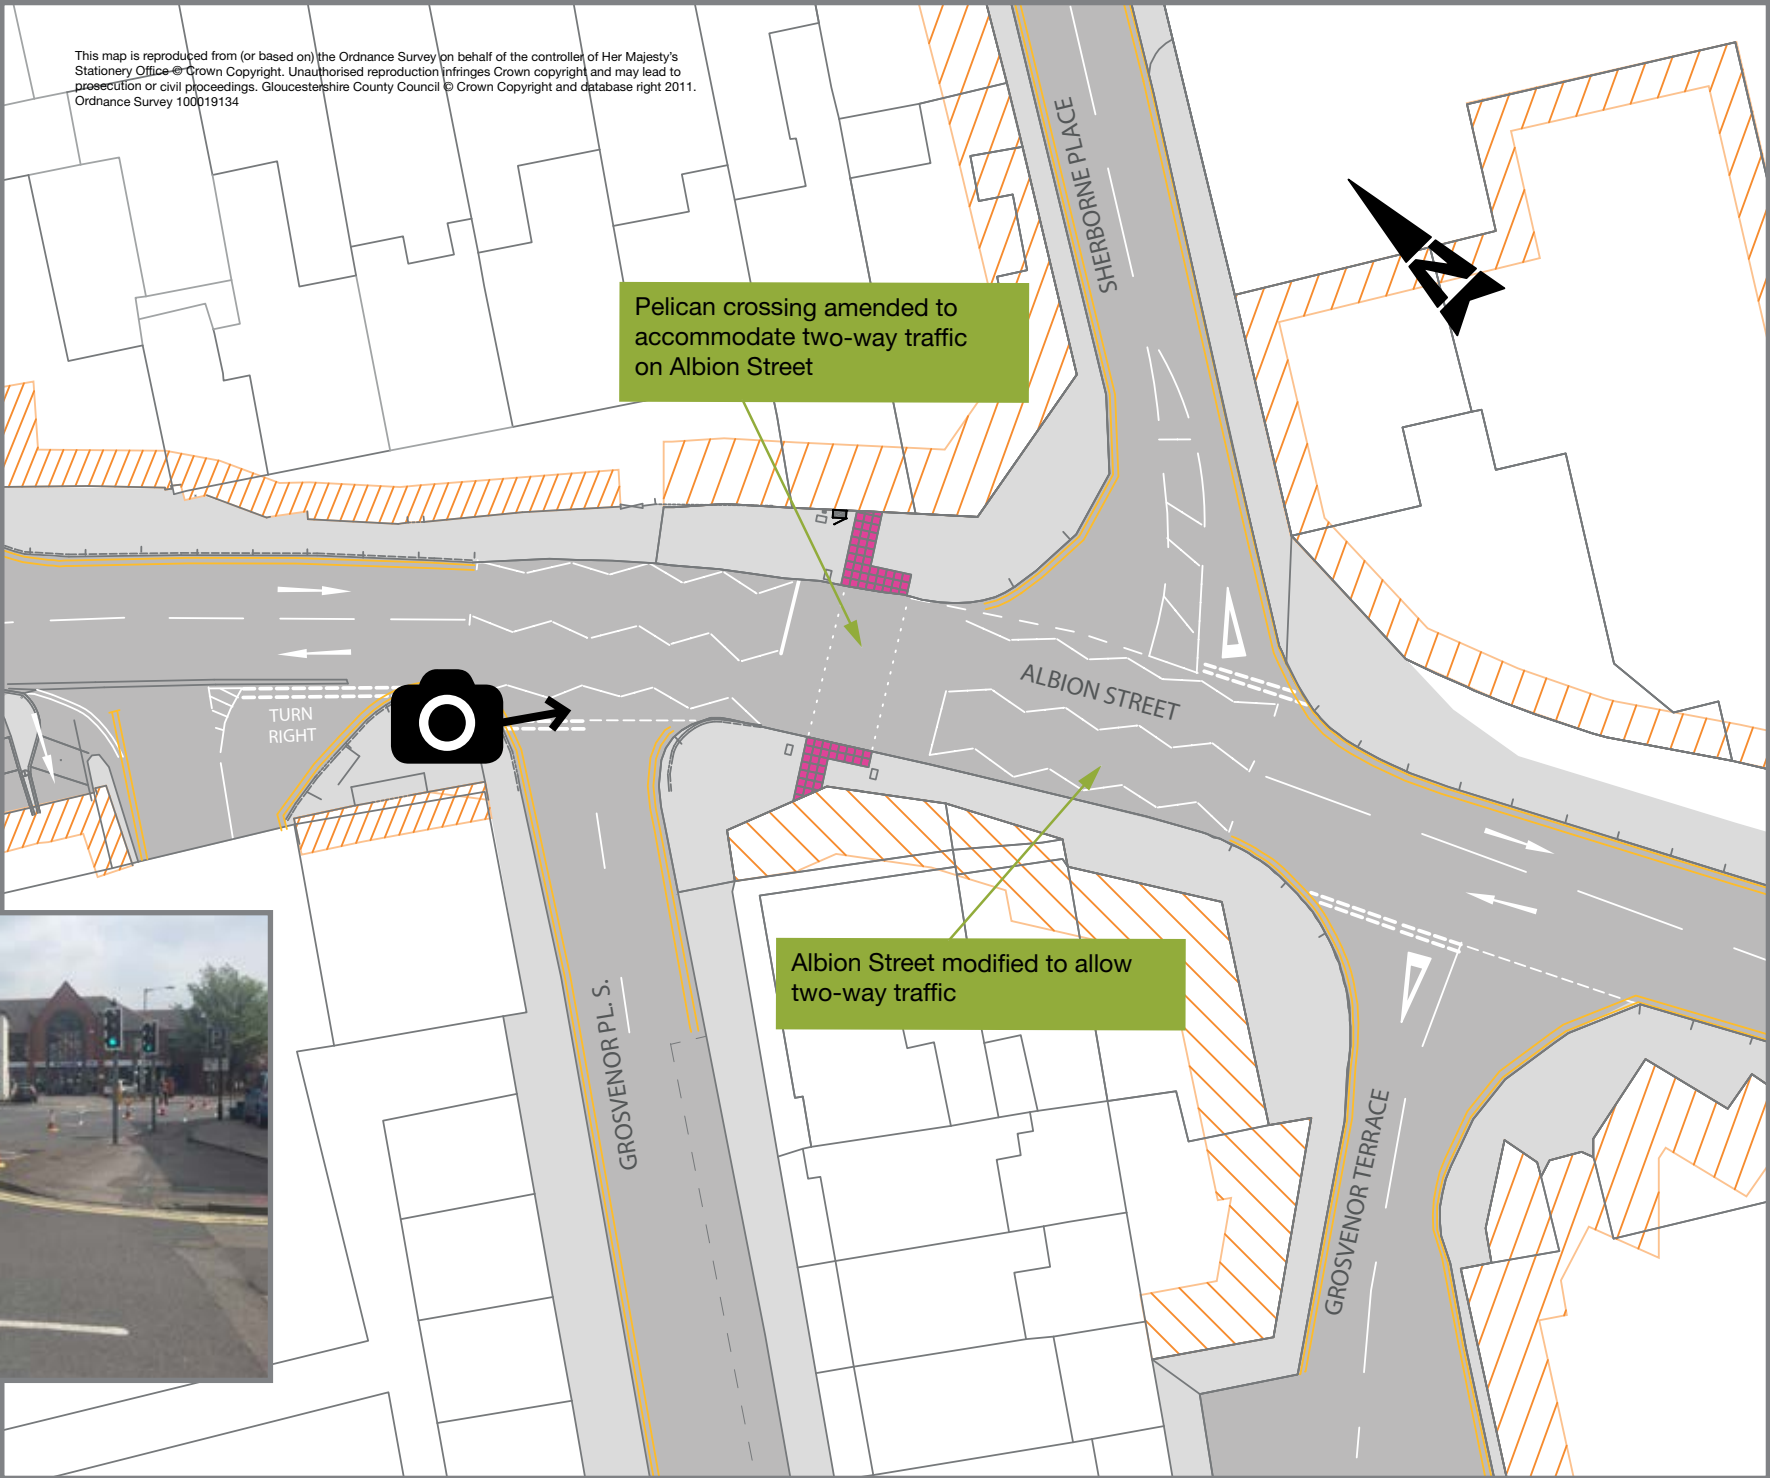 This map is reproduced from (or based on) the Ordnance Survey on behalf of the controller of Her Majesty's
Stationery Office © Crown Copyright. Unauthorised reproduction infringes Crown copyright and may lead to
prosecution or civil proceedings. Gloucestershire County Council © Crown Copyright and database right 2011.
Ordnance Survey 100019134
SHERBORNE PLACE
N
Pelican crossing amended to
accommodate two-way traffic
on Albion Street
ALBION STREET
TURN
RIGHT
Albion Street modified to allow
two-way traffic
GROSVENOR PL. S.
GROSVENOR TERRACE